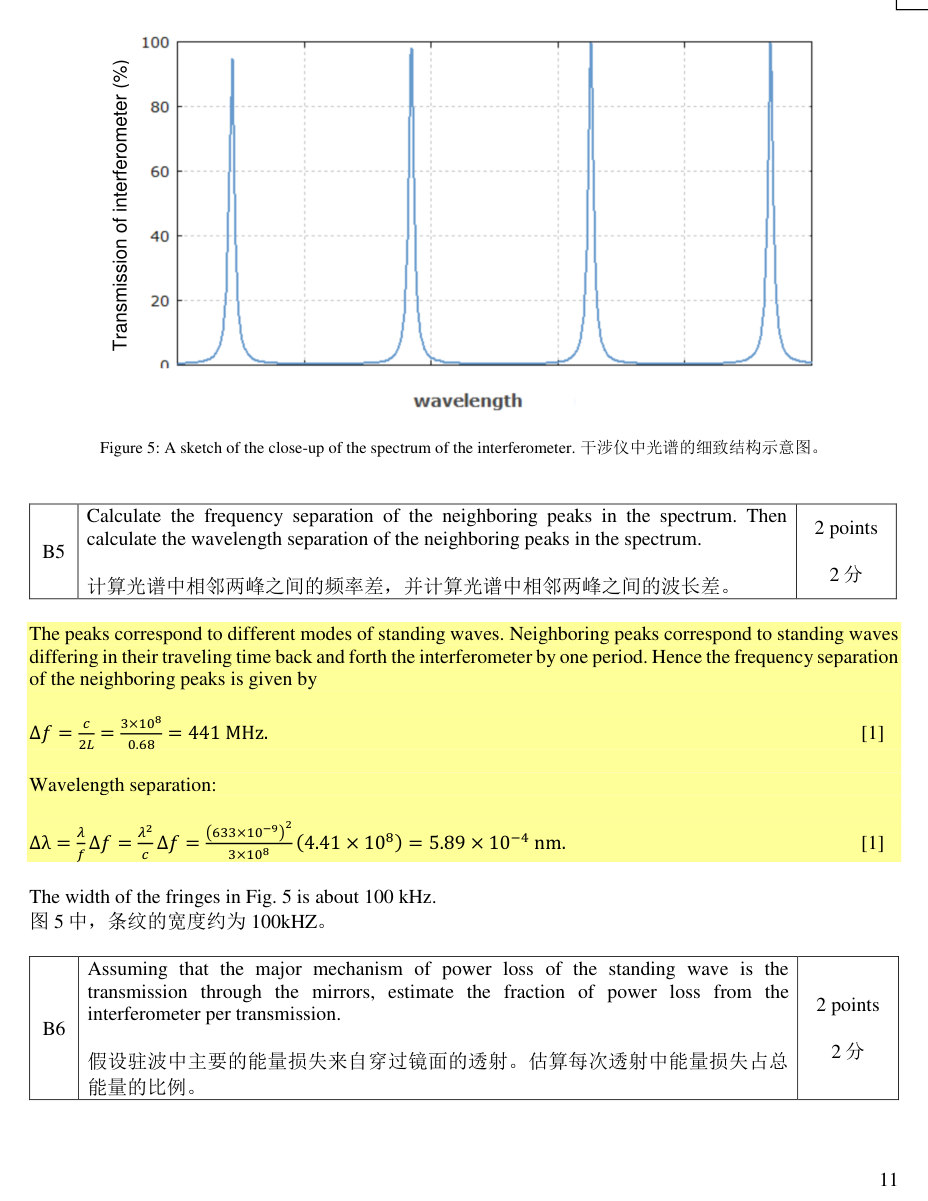 Transmission of interferometer (%)
100
80
60
40
20
0
wavelength
Figure 5: A sketch of the close-up of the spectrum of the interferometer. 干涉仪中光谱的细致结构示意图。
B5
Calculate the frequency separation of the neighboring peaks in the spectrum. Then
calculate the wavelength separation of the neighboring peaks in the spectrum.
计算光谱中相邻两峰之间的频率差，并计算光谱中相邻两峰之间的波长差。
2 points
2 分
The peaks correspond to different modes of standing waves. Neighboring peaks correspond to standing waves
differing in their traveling time back and forth the interferometer by one period. Hence the frequency separation
of the neighboring peaks is given by
Δf = c/2L = 3×10⁸/0.68 = 441 MHz. [1]
Wavelength separation:
Δλ = λ/f Δf = λ²/c Δf = (633×10⁻⁹)²/3×10⁸ (4.41 × 10⁸) = 5.89 × 10⁻⁴ nm. [1]
The width of the fringes in Fig. 5 is about 100 kHz.
图 5 中，条纹的宽度约为 100kHZ。
B6
Assuming that the major mechanism of power loss of the standing wave is the
transmission through the mirrors, estimate the fraction of power loss from the
interferometer per transmission.
假设驻波中主要的能量损失来自穿过镜面的透射。估算每次透射中能量损失占总
能量的比例。
2 points
2 分
11